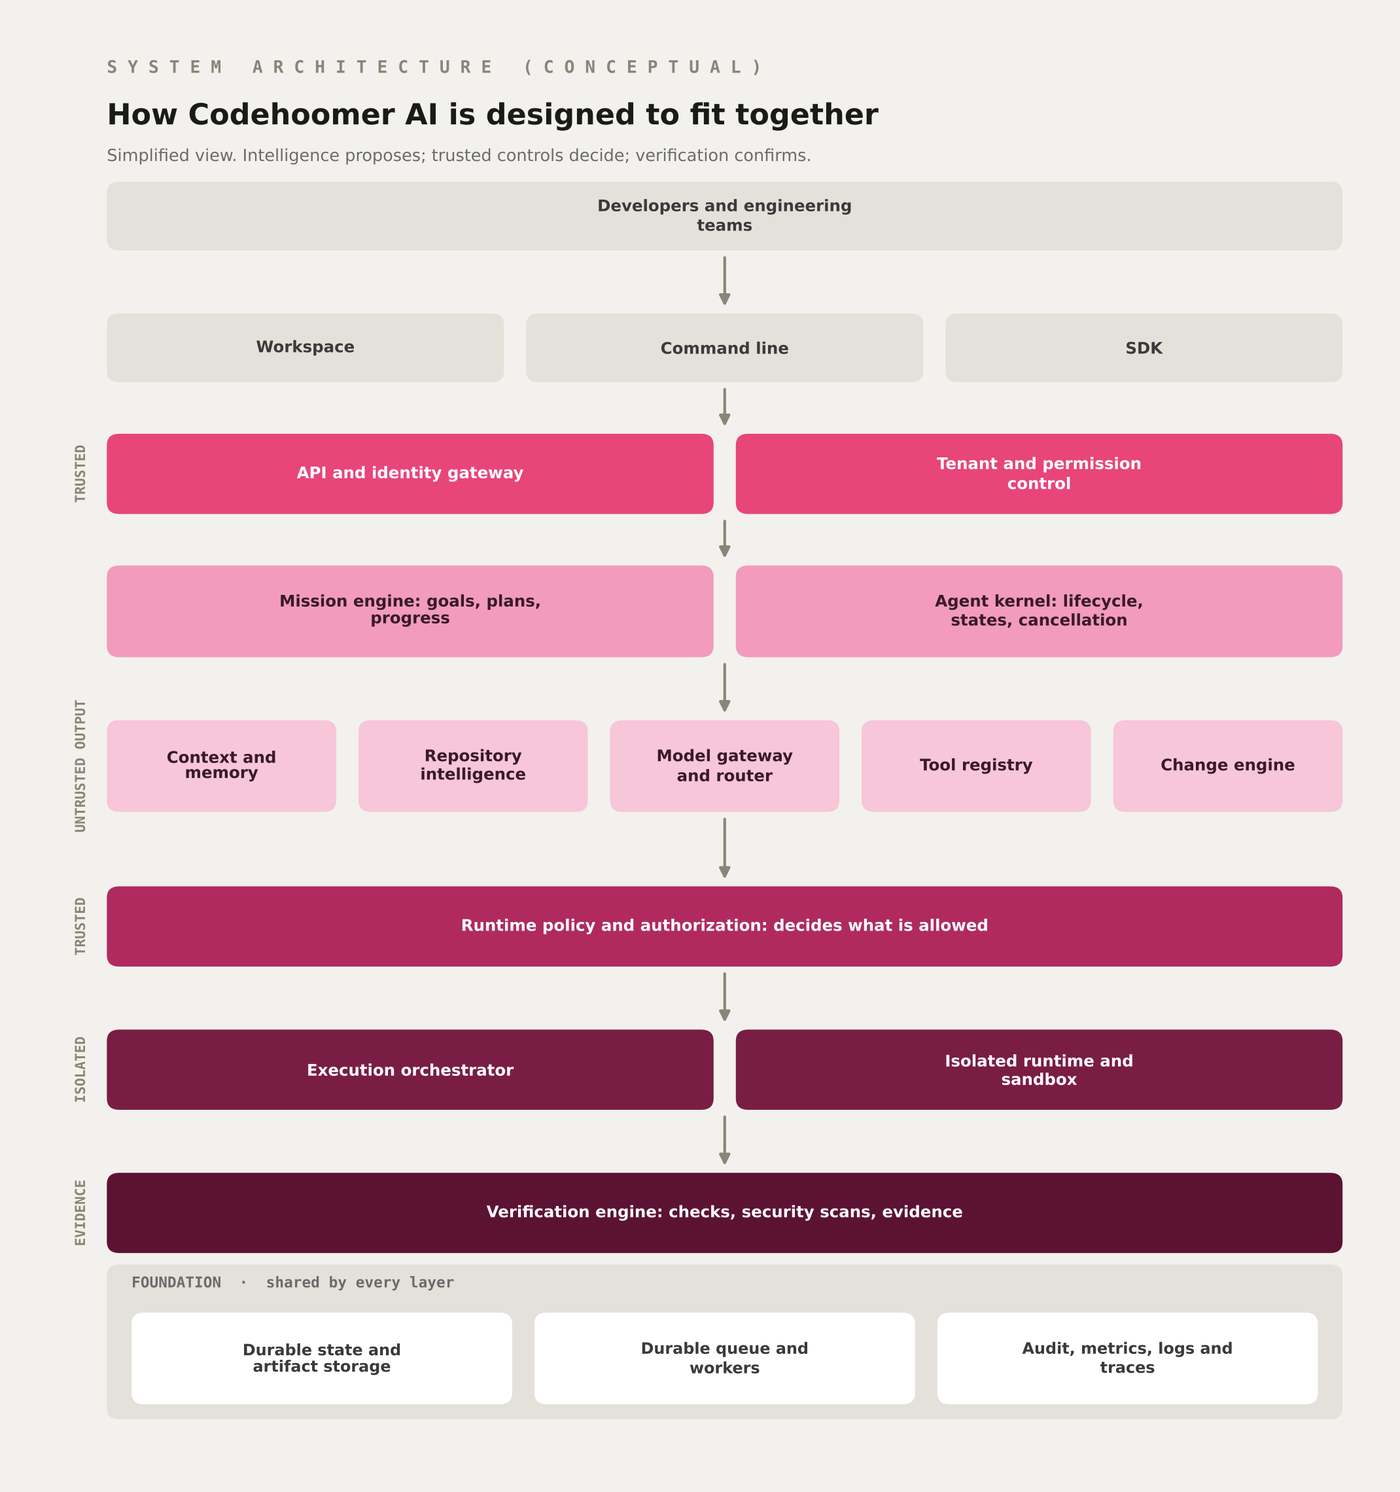 SYSTEM ARCHITECTURE (CONCEPTUAL)
How Codehoomer AI is designed to fit together
Simplified view. Intelligence proposes; trusted controls decide; verification confirms.
Developers and engineering
teams
Workspace
Command line
SDK
TRUSTED
API and identity gateway
Tenant and permission
control
Mission engine: goals, plans,
progress
Agent kernel: lifecycle,
states, cancellation
UNTRUSTED OUTPUT
Context and
memory
Repository
intelligence
Model gateway
and router
Tool registry
Change engine
TRUSTED
Runtime policy and authorization: decides what is allowed
ISOLATED
Execution orchestrator
Isolated runtime and
sandbox
EVIDENCE
Verification engine: checks, security scans, evidence
FOUNDATION · shared by every layer
Durable state and
artifact storage
Durable queue and
workers
Audit, metrics, logs and
traces